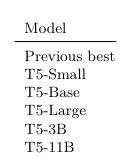 Model
Previous best
T5-Small
T5-Base
T5-Large
T5-3B
T5-11B